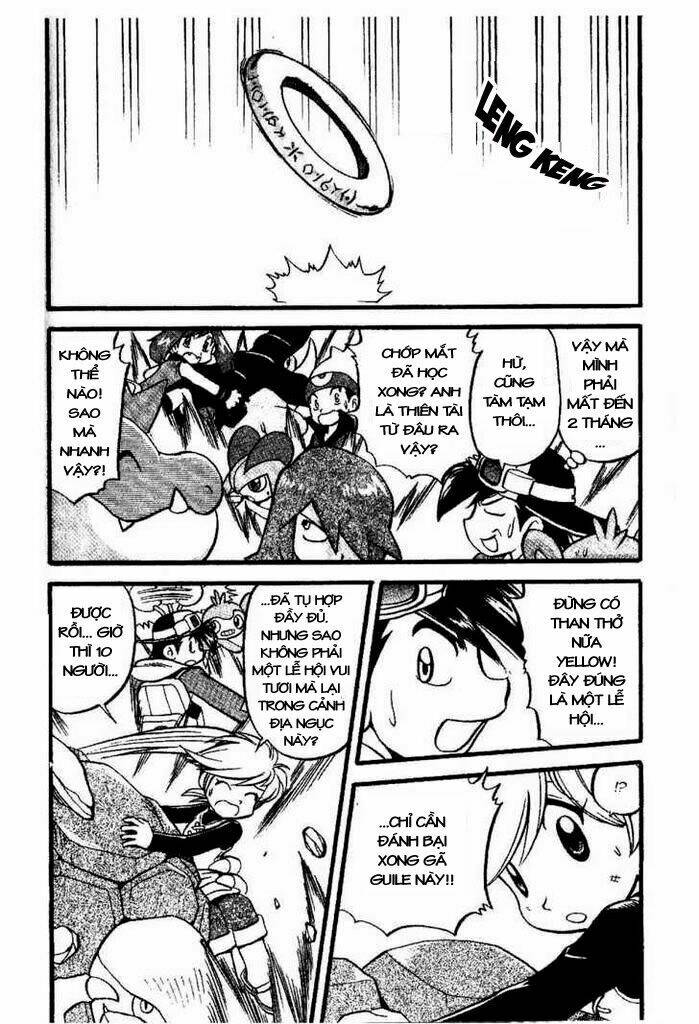 LENG KENG
VẬY MÀ
MÌNH
PHẢI
MẤT ĐẾN
2 THÁNG
...
HỪ,
CŨNG
TÀM TẠM
THÔI.
CHỚP MẮT
ĐÃ HỌC
XONG? ANH
LÀ THIÊN TÀI
TỪ ĐÂU RA
VẬY?
KHÔNG
THỂ
NÀO!
SAO
MÀ
NHANH
VẬY?!
ĐỪNG CÓ
THAN THỞ
NỮA
YELLOW!
ĐÂY ĐÚNG
LÀ MỘT LỄ
HỘI...
...ĐÃ TỤ HỢP
ĐẦY ĐỦ.
NHƯNG SAO
KHÔNG PHẢI
MỘT LỄ HỘI VUI
TƯƠI MÀ LẠI
TRONG CẢNH
ĐỊA NGỤC
NÀY?
ĐƯỢC
RỒI... GIỜ
THÌ 10
NGƯỜI...
!?
...CHỈ CẦN
ĐÁNH BẠI
XONG GÃ
GUILE NÀY!!